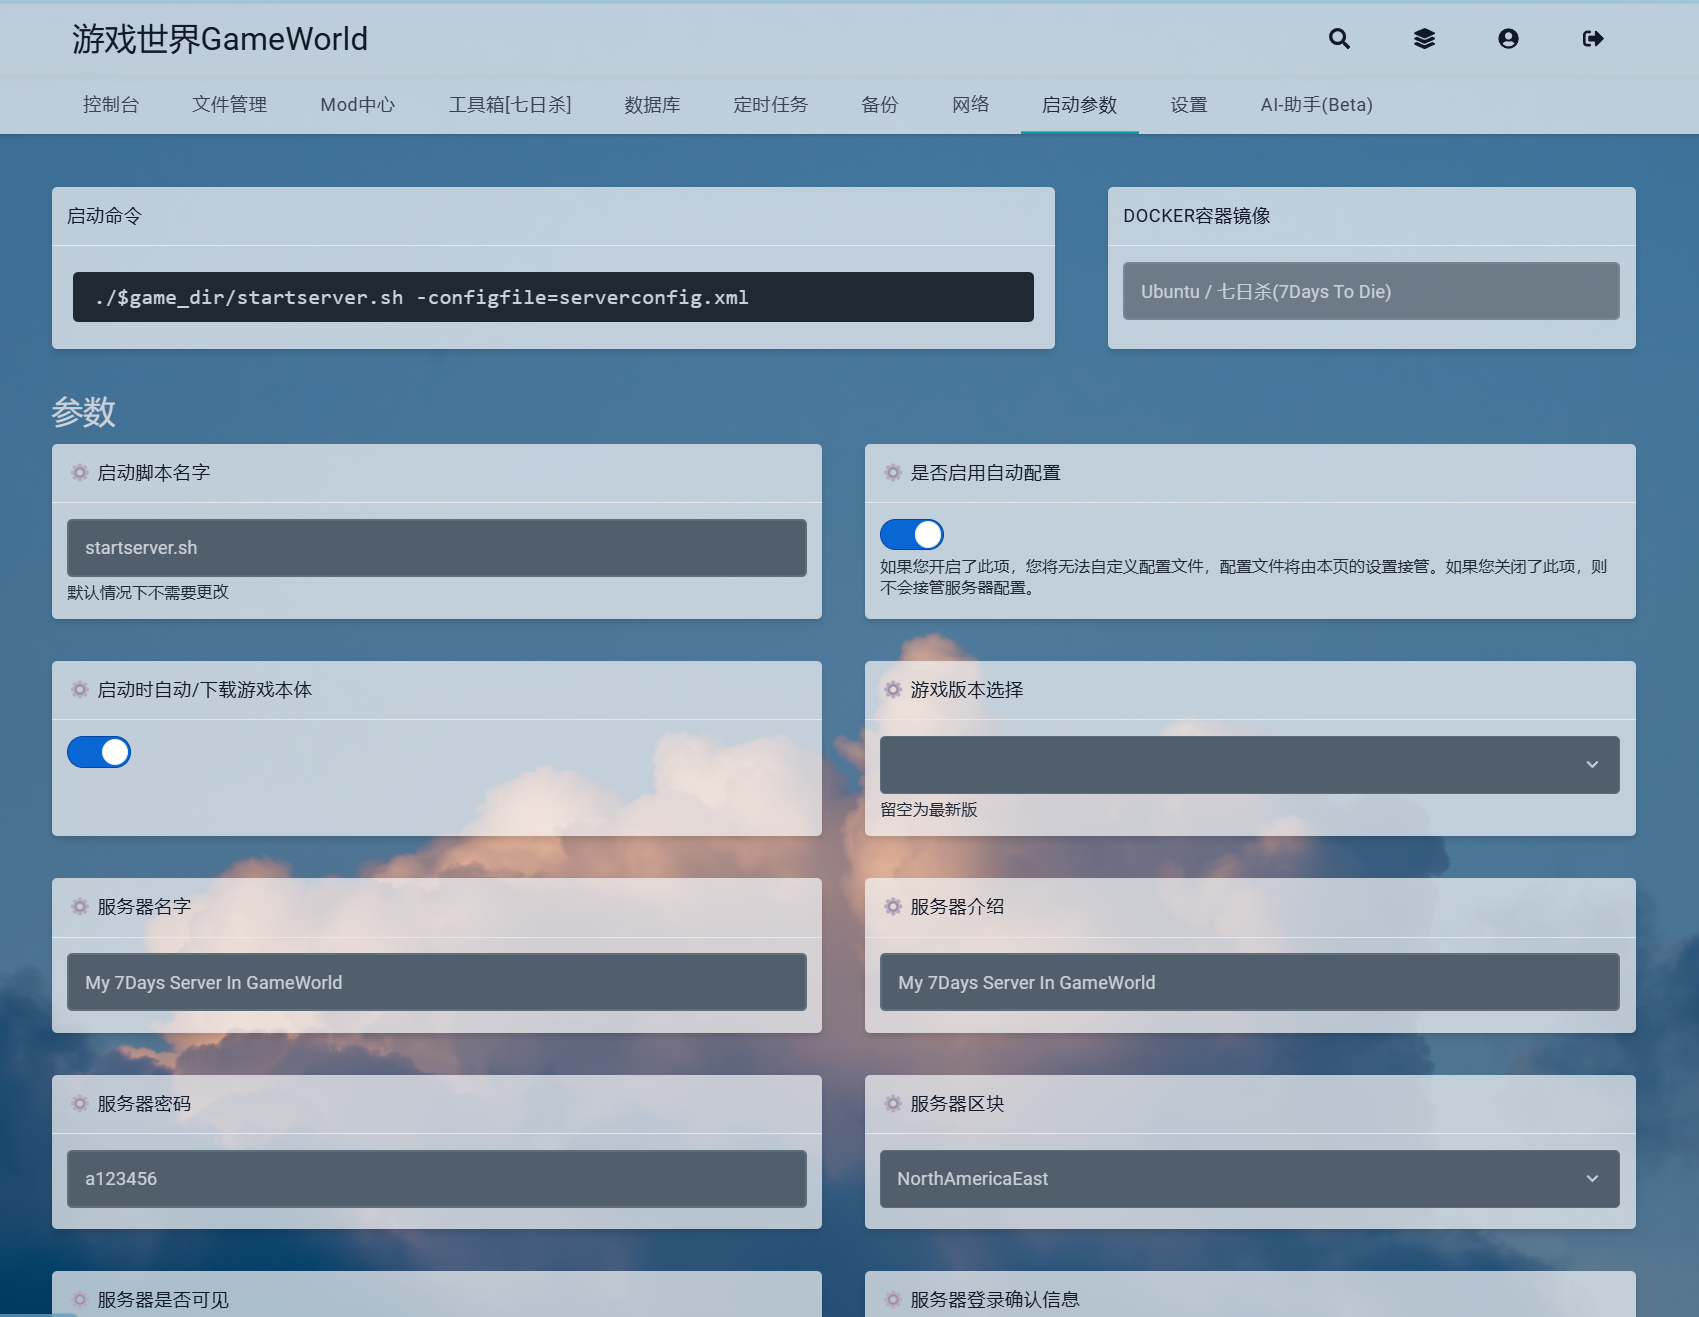 游戏世界GameWorld
控制台 文件管理 Mod中心 工具箱[七日杀] 数据库 定时任务 备份 网络 启动参数 设置 AI-助手(Beta)
启动命令
./$game_dir/startserver.sh -configfile=serverconfig.xml
DOCKER容器镜像
Ubuntu / 七日杀(7Days To Die)
参数
启动脚本名字
startserver.sh
默认情况下不需要更改
是否启用自动配置
如果您开启了此项，您将无法自定义配置文件，配置文件将由本页的设置接管。如果您关闭了此项，则
不会接管服务器配置。
启动时自动/下载游戏本体
游戏版本选择
留空为最新版
服务器名字
My 7Days Server In GameWorld
服务器介绍
My 7Days Server In GameWorld
服务器密码
a123456
服务器区块
NorthAmericaEast
服务器是否可见
服务器登录确认信息